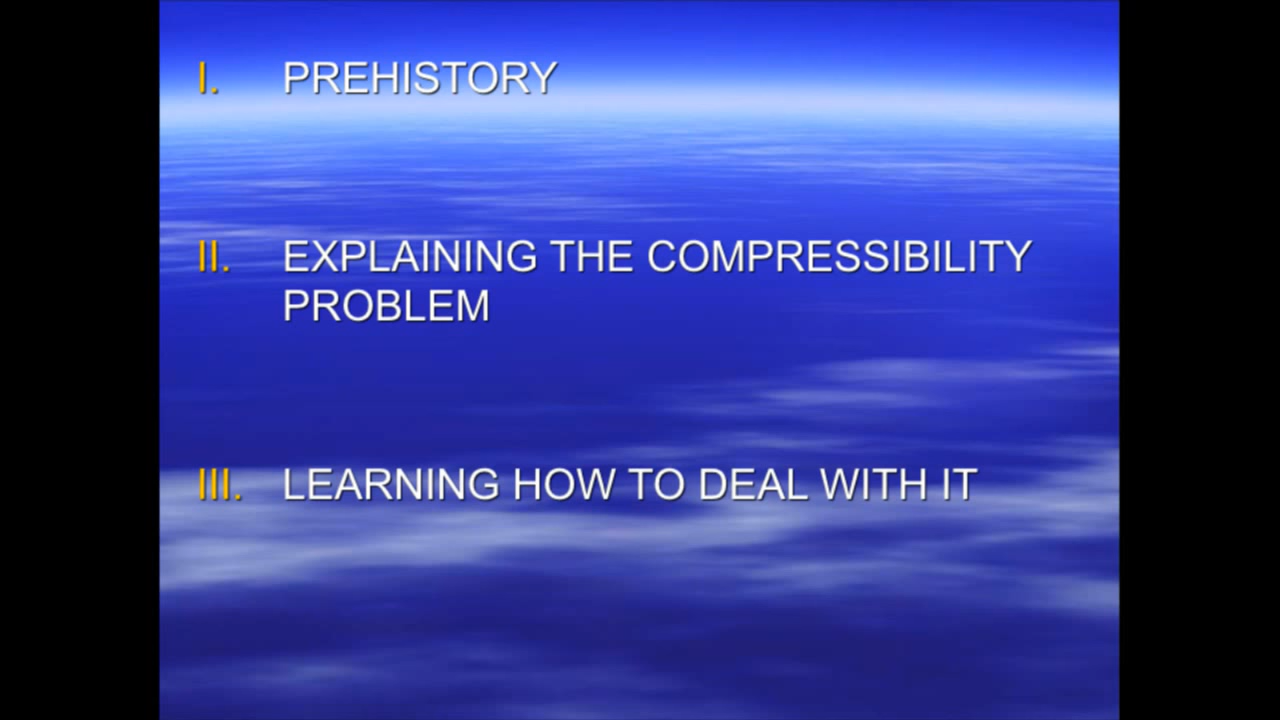 I. PREHISTORY
II. EXPLAINING THE COMPRESSIBILITY
PROBLEM
III. LEARNING HOW TO DEAL WITH IT